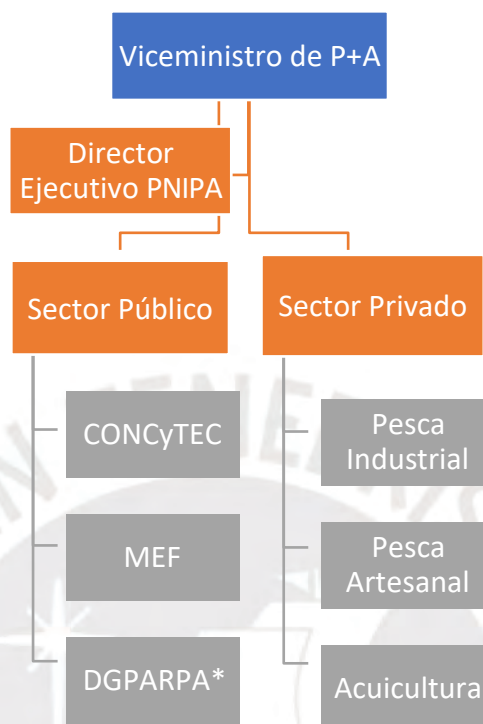 Viceministro de P+A
Director
Ejecutivo PNIPA
Sector Público
Sector Privado
CONCyTEC
Pesca
Industrial
MEF
Pesca
Artesanal
DGPARPA*
Acuicultura